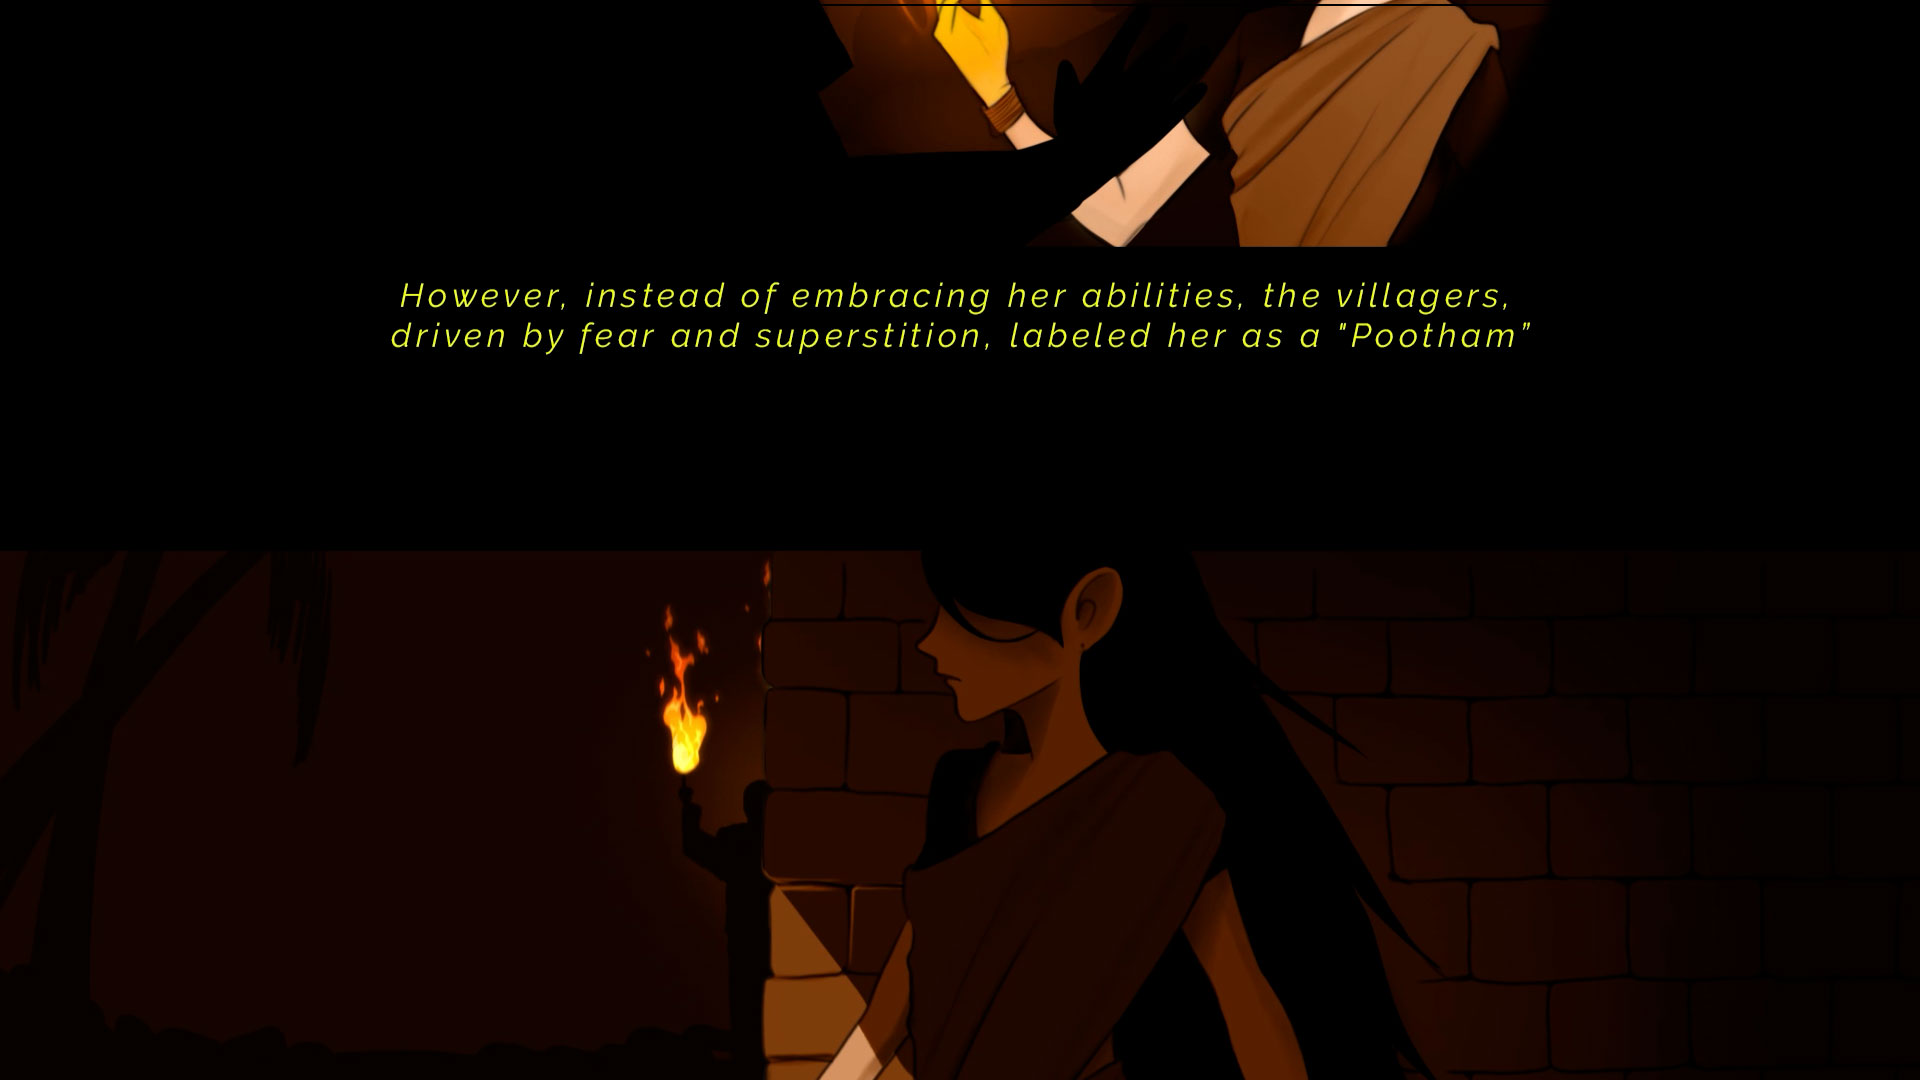 However, instead of embracing her abilities, the villagers,
driven by fear and superstition, labeled her as a "Pootham”